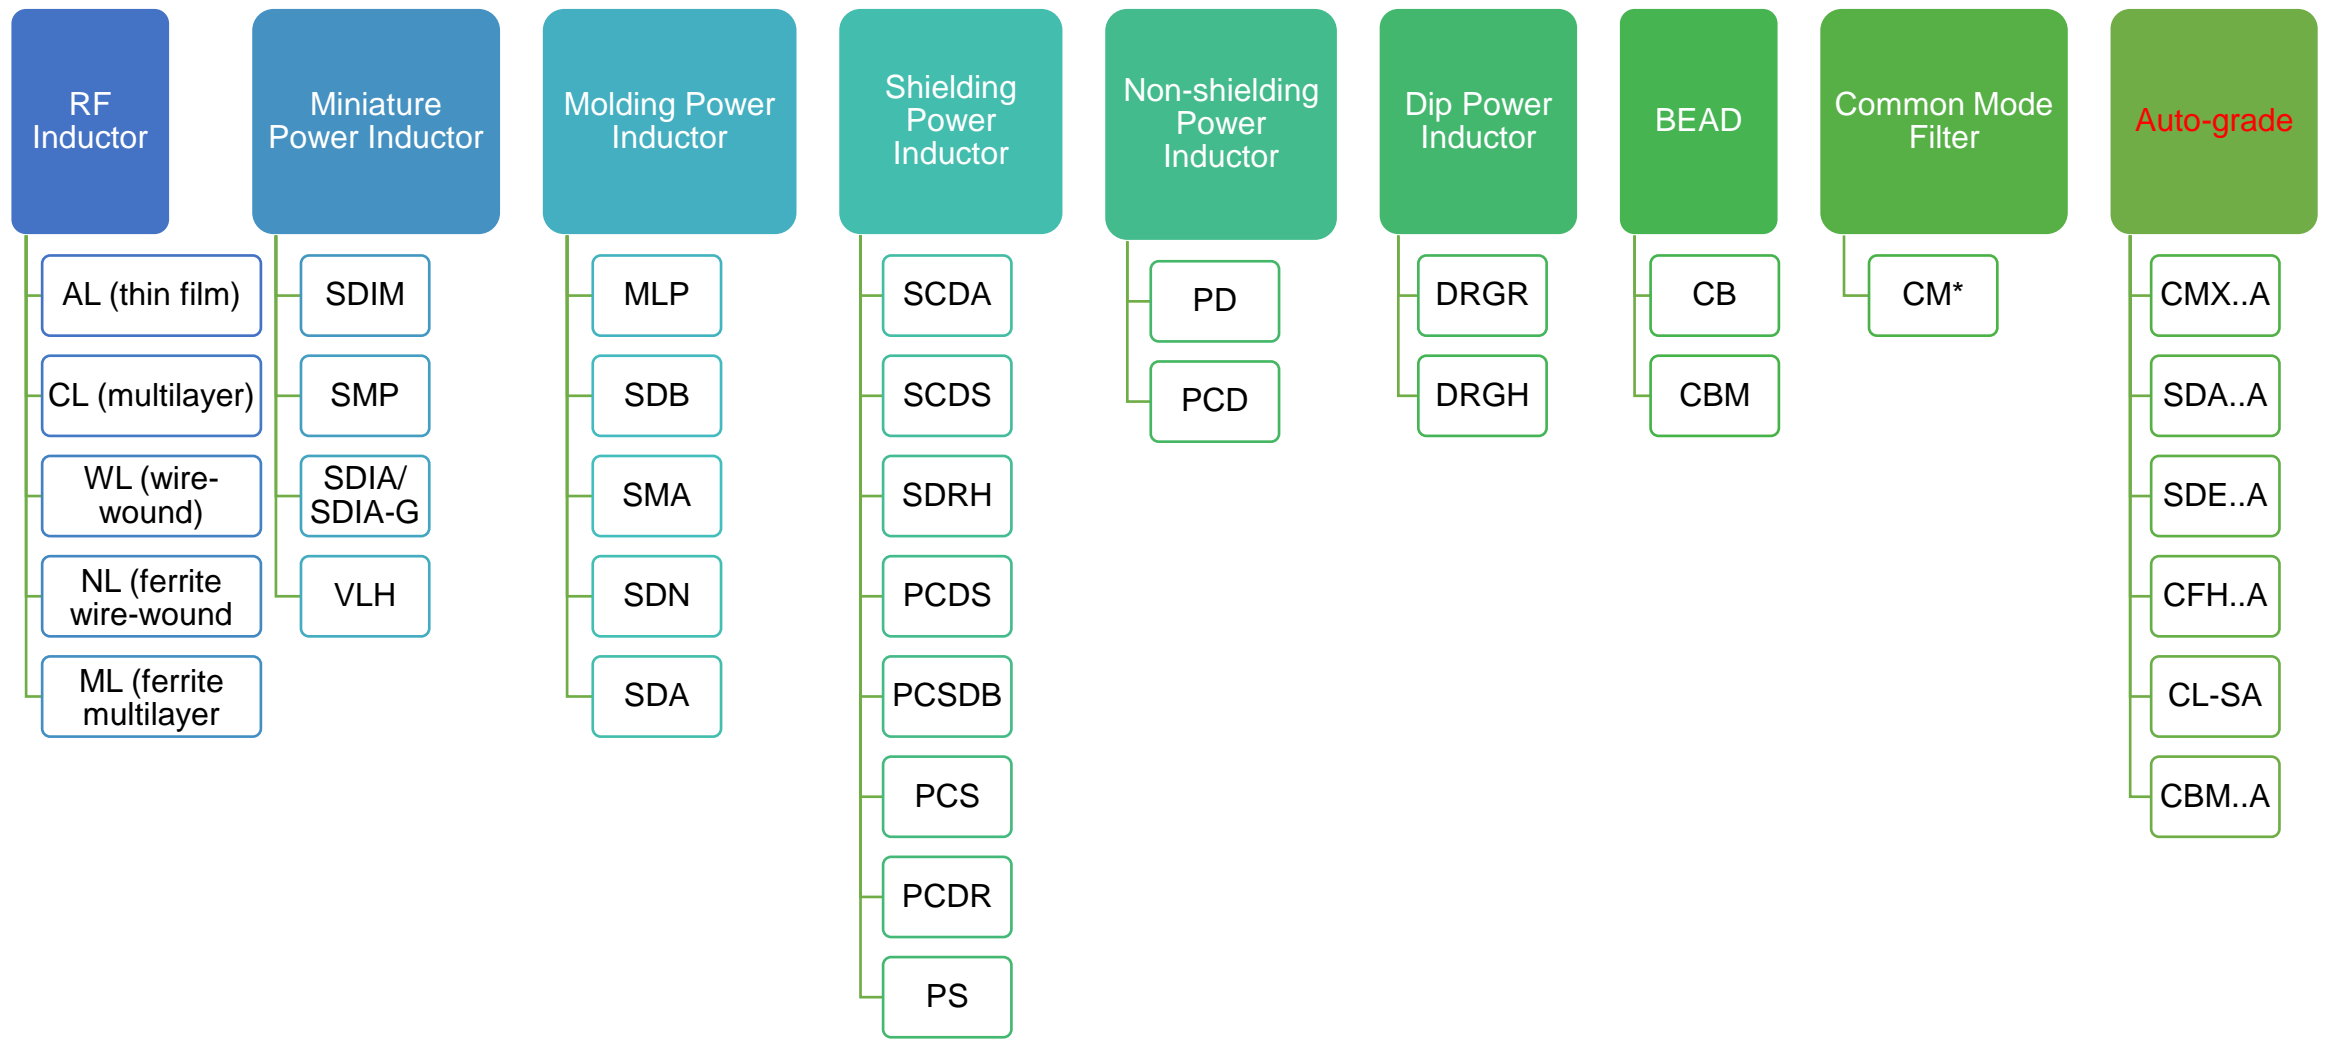 RF
Inductor
AL (thin film)
CL (multilayer)
WL (wire-
wound)
NL (ferrite
wire-wound
ML (ferrite
multilayer
Miniature
Power Inductor
SDIM
SMP
SDIA/
SDIA-G
VLH
Molding Power
Inductor
MLP
SDB
SMA
SDN
SDA
Shielding
Power
Inductor
SCDA
SCDS
SDRH
PCDS
PCSDB
PCS
PCDR
PS
Non-shielding
Power
Inductor
PD
PCD
Dip Power
Inductor
DRGR
DRGH
BEAD
CB
CBM
Common Mode
Filter
CM*
Auto-grade
CMX..A
SDA..A
SDE..A
CFH..A
CL-SA
CBM..A